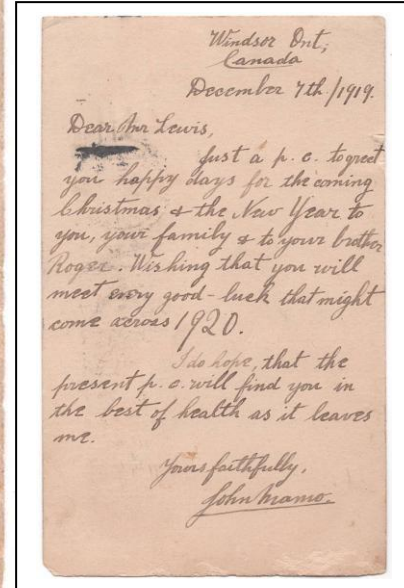 Windsor Ont;
Canada
December 7th/1919.
Dear Mr Lewis,
Just a p. c. to greet
you happy days for the coming
Christmas & the New Year to
you, your family & to your brother
Roger. Wishing that you will
meet every good-luck that might
come across 1920.
I do hope, that the
present p. c. will find you in
the best of health as it leaves
me.
Yours faithfully,
John Mamo.